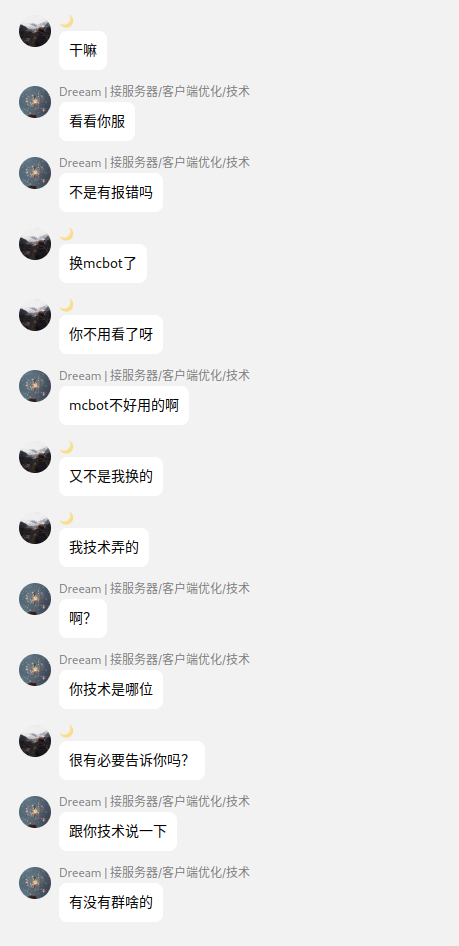 🌙
干嘛
Dreeam | 接服务器/客户端优化/技术
看看你服
Dreeam | 接服务器/客户端优化/技术
不是有报错吗
🌙
换mcbot了
🌙
你不用看了呀
Dreeam | 接服务器/客户端优化/技术
mcbot不好用的啊
🌙
又不是我换的
🌙
我技术弄的
Dreeam | 接服务器/客户端优化/技术
啊?
Dreeam | 接服务器/客户端优化/技术
你技术是哪位
🌙
很有必要告诉你吗?
Dreeam | 接服务器/客户端优化/技术
跟你技术说一下
Dreeam | 接服务器/客户端优化/技术
有没有群啥的